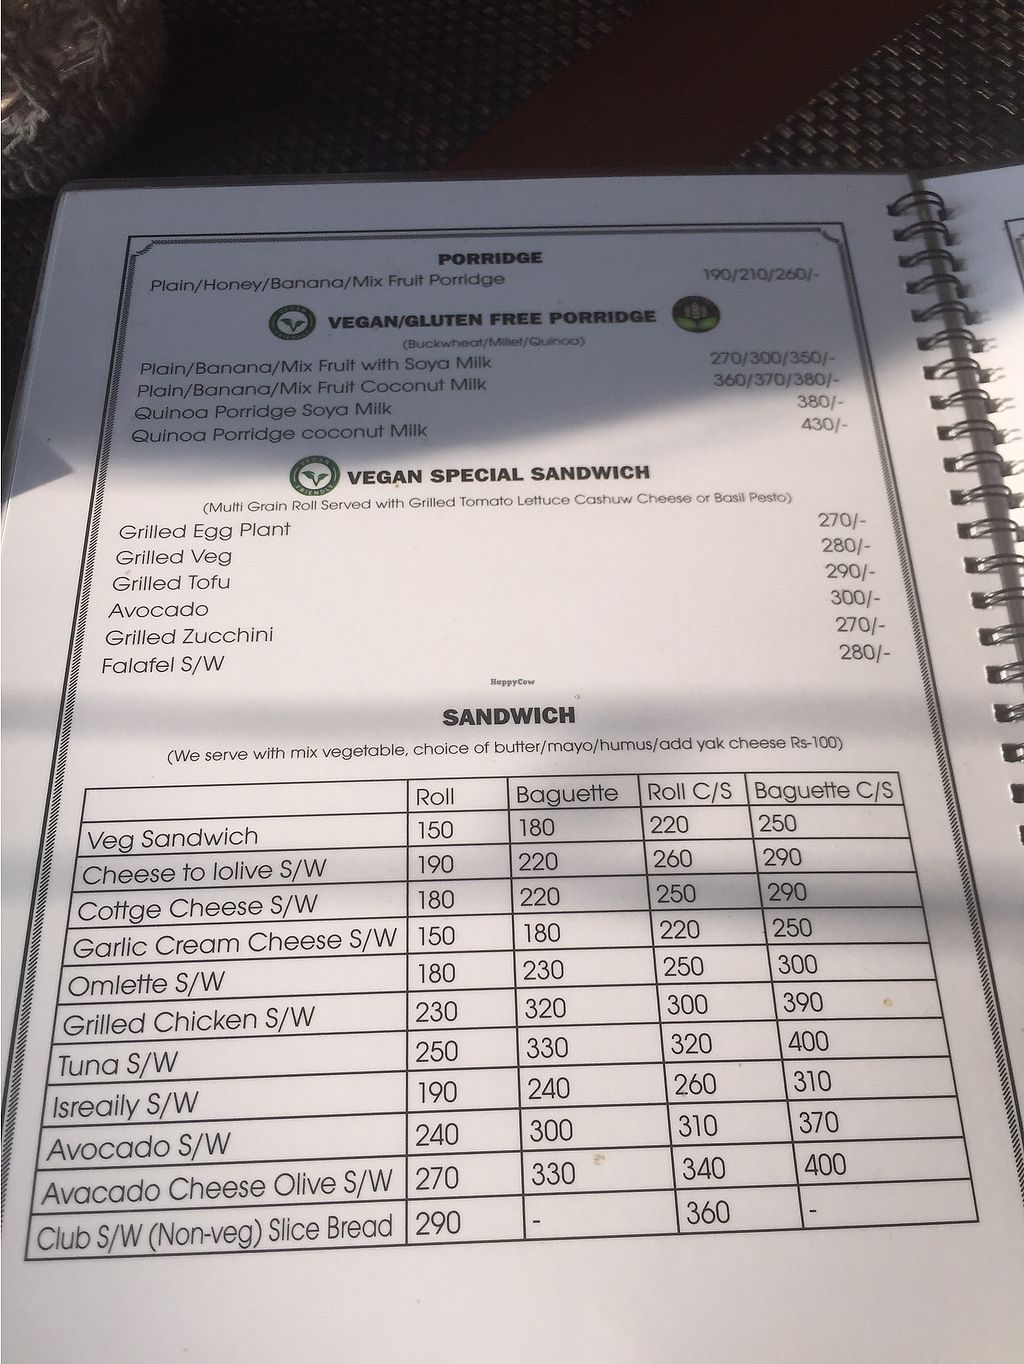 PORRIDGE
Plain/Honey/Banana/Mix Fruit Porridge 190/210/260/-
VEGAN/GLUTEN FREE PORRIDGE
(Buckwheat/Millet/Quinoa)
Plain/Banana/Mix Fruit with Soya Milk 270/300/350/-
Plain/Banana/Mix Fruit Coconut Milk 360/370/380/-
Quinoa Porridge Soya Milk 380/-
Quinoa Porridge coconut Milk 430/-
VEGAN FRIENDLY
VEGAN SPECIAL SANDWICH
(Multi Grain Roll Served with Grilled Tomato Lettuce Cashuw Cheese or Basil Pesto)
Grilled Egg Plant 270/-
Grilled Veg 280/-
Grilled Tofu 290/-
Avocado 300/-
Grilled Zucchini 270/-
Falafel S/W 280/-
HappyCow
SANDWICH
(We serve with mix vegetable, choice of butter/mayo/humus/add yak cheese Rs-100)
Roll Baguette Roll C/S Baguette C/S
Veg Sandwich 150 180 220 250
Cheese to lolive S/W 190 220 260 290
Cottge Cheese S/W 180 220 250 290
Garlic Cream Cheese S/W 150 180 220 250
Omlette S/W 180 230 250 300
Grilled Chicken S/W 230 320 300 390
Tuna S/W 250 330 320 400
Isreaily S/W 190 240 260 310
Avocado S/W 240 300 310 370
Avacado Cheese Olive S/W 270 330 340 400
Club S/W (Non-veg) Slice Bread 290 - 360 -